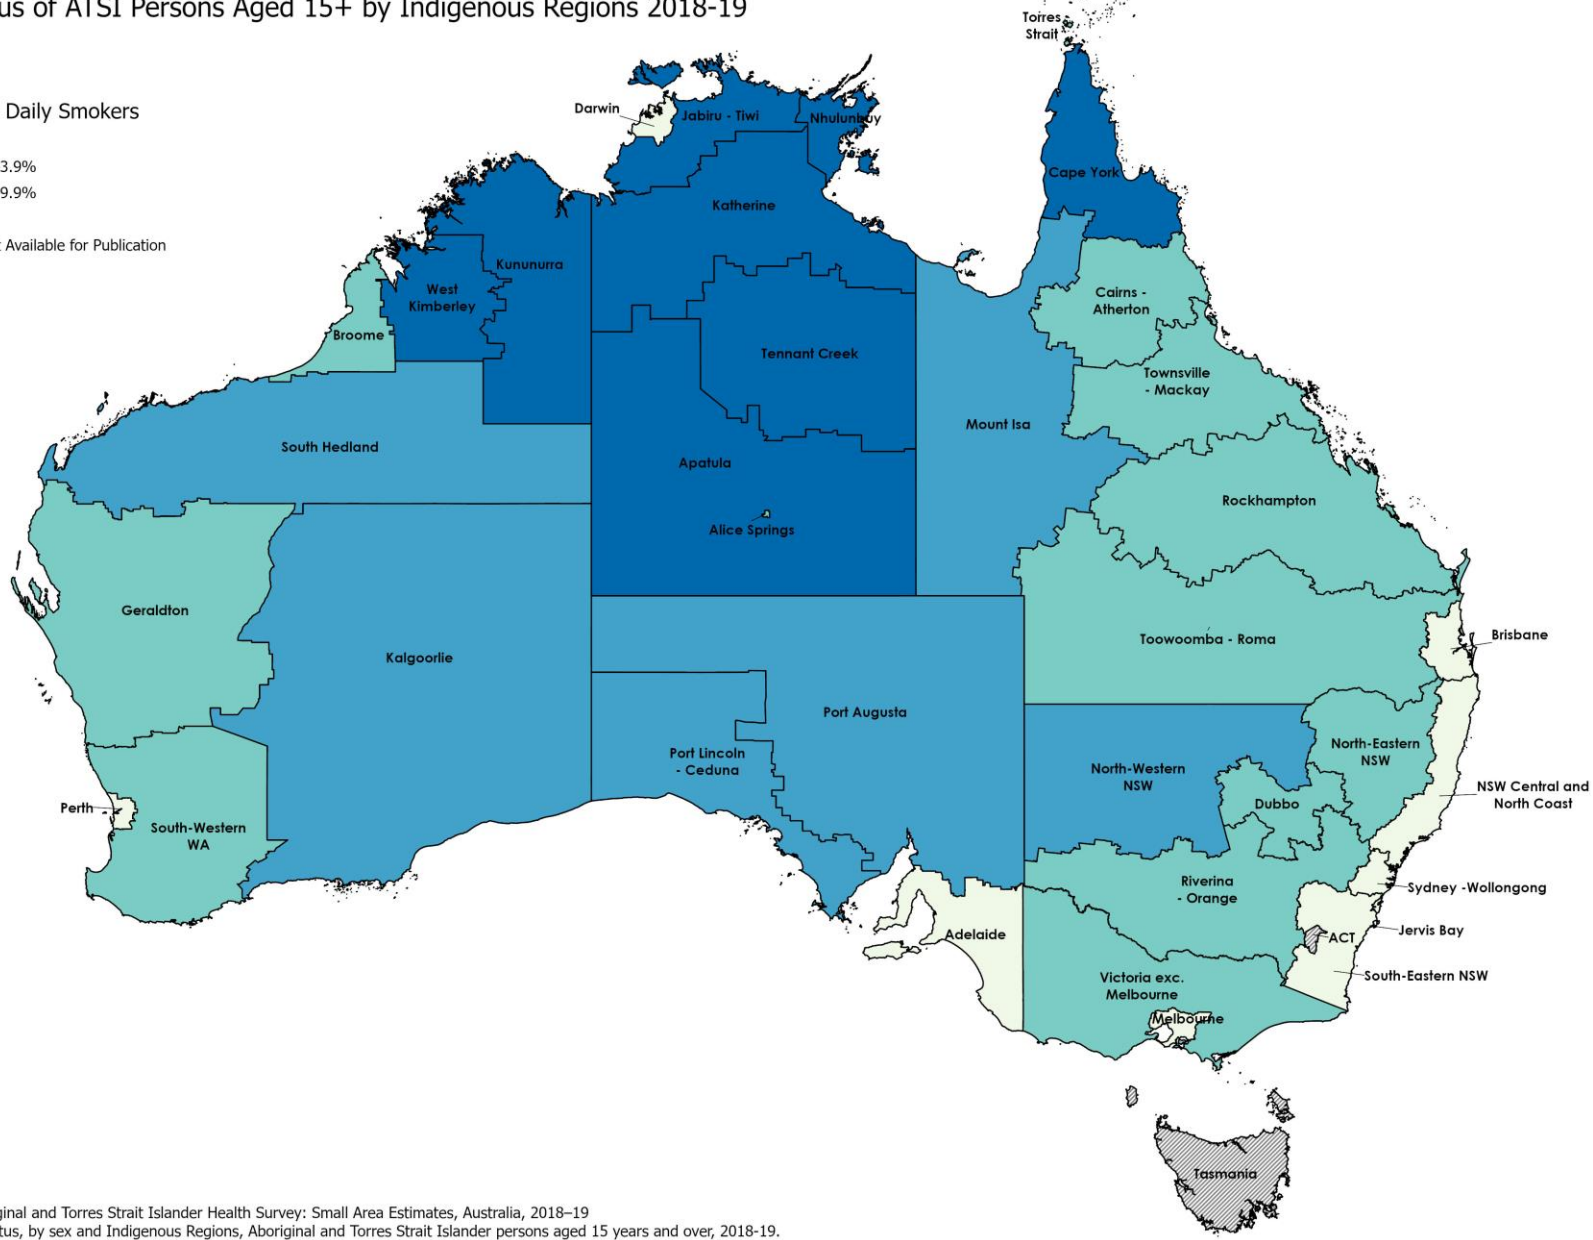 us of ATSI Persons Aged 15+ by Indigenous Regions 2018-19
Torres
Strait
Daily Smokers
3.9%
9.9%
Available for Publication
Darwin
Jabiru - Tiwi
Nhulunbuy
Cape York
Katherine
Kununurra
West
Kimberley
Broome
Cairns -
Atherton
Tennant Creek
Townsville
- Mackay
South Hedland
Mount Isa
Apatula
Rockhampton
Alice Springs
Geraldton
Kalgoorlie
Toowoomba - Roma
Brisbane
Port Augusta
Port Lincoln
- Ceduna
North-Western
NSW
North-Eastern
NSW
Dubbo
NSW Central and
North Coast
Perth
South-Western
WA
Riverina
- Orange
Sydney -Wollongong
Adelaide
ACT
Jervis Bay
South-Eastern NSW
Victoria exc.
Melbourne
Melbourne
Tasmania
ginal and Torres Strait Islander Health Survey: Small Area Estimates, Australia, 2018–19
tus, by sex and Indigenous Regions, Aboriginal and Torres Strait Islander persons aged 15 years and over, 2018-19.